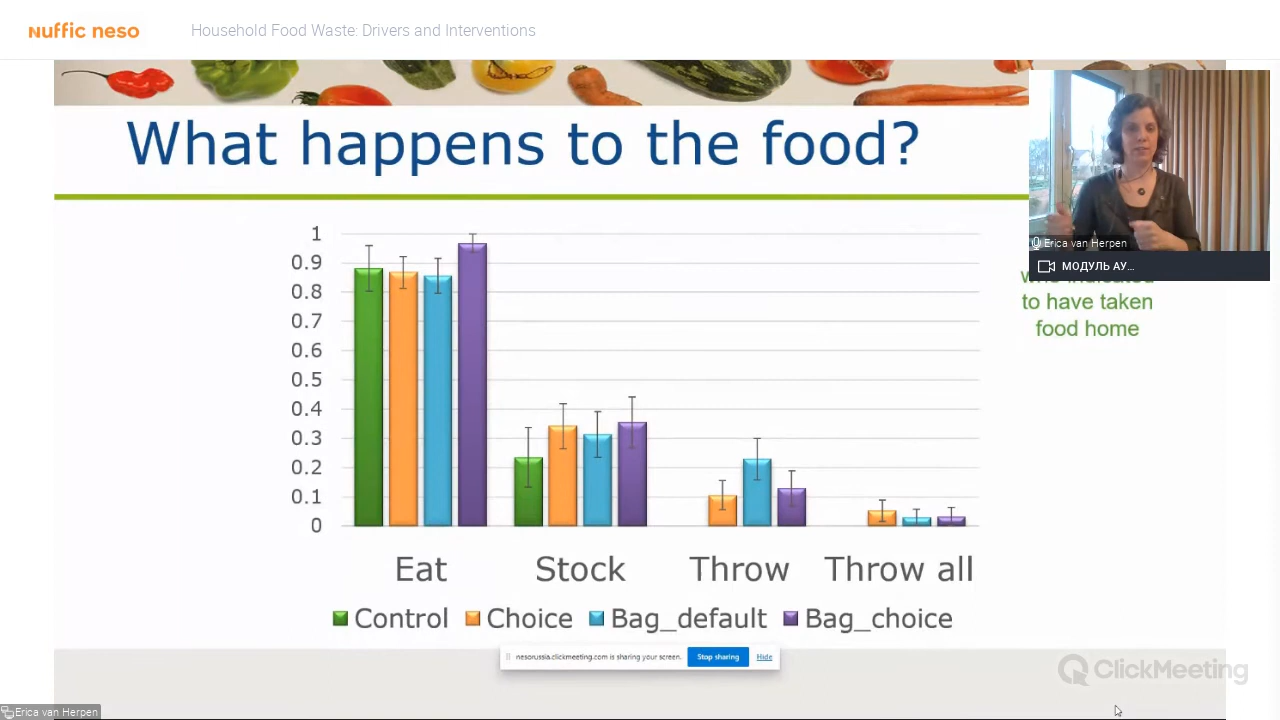 nuffic neso
Household Food Waste: Drivers and Interventions
What happens to the food?
Erica van Herpen
МОДУЛЬ АУ...
to have taken
food home
1
0.9
0.8
0.7
0.6
0.5
0.4
0.3
0.2
0.1
0
Eat Stock Throw Throw all
Control Choice Bag_default Bag_choice
nesorussia.clickmeeting.com is sharing your screen. Stop sharing Hide
ClickMeeting
Erica van Herpen